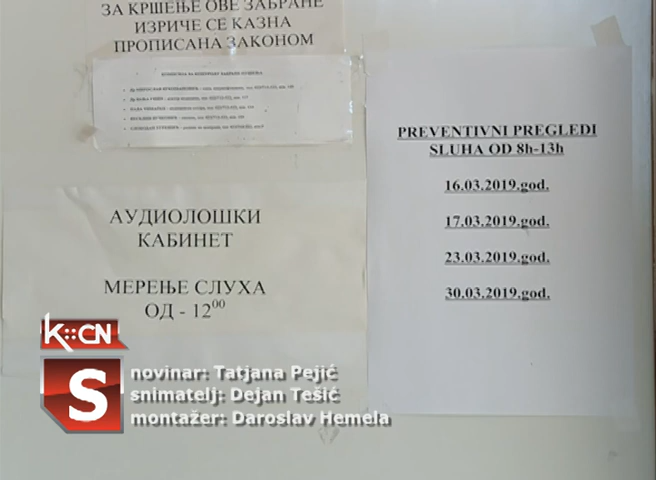 ЗА КРШЕЊЕ ОВЕ ЗАБРАНЕ
ИЗРИЧЕ СЕ КАЗНА
ПРОПИСАНА ЗАКОНОМ
АУДИОЛОШКИ
КАБИНЕТ
МЕРЕЊЕ СЛУХА
ОД - 12⁰⁰
PREVENTIVNI PREGLEDI
SLUHA OD 8h-13h
16.03.2019.god.
17.03.2019.god.
23.03.2019.god.
30.03.2019.god.
K::CN
S
novinar: Tatjana Pejić
snimatelj: Dejan Tešić
montažer: Daroslav Hemela